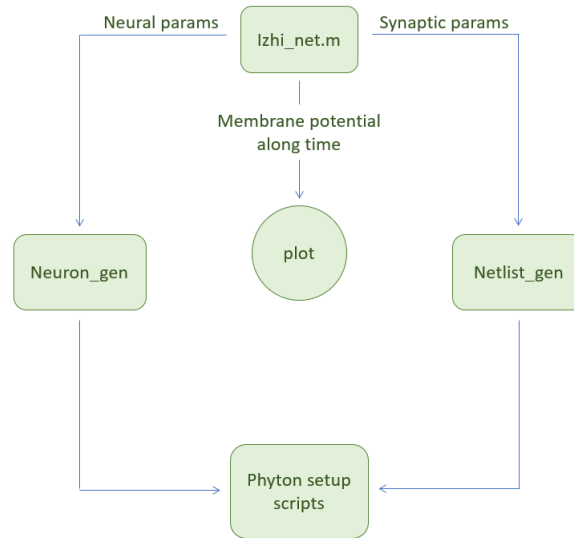 Neural params
Izhi_net.m
Synaptic params
Membrane potential
along time
plot
Neuron_gen
Netlist_gen
Phyton setup
scripts